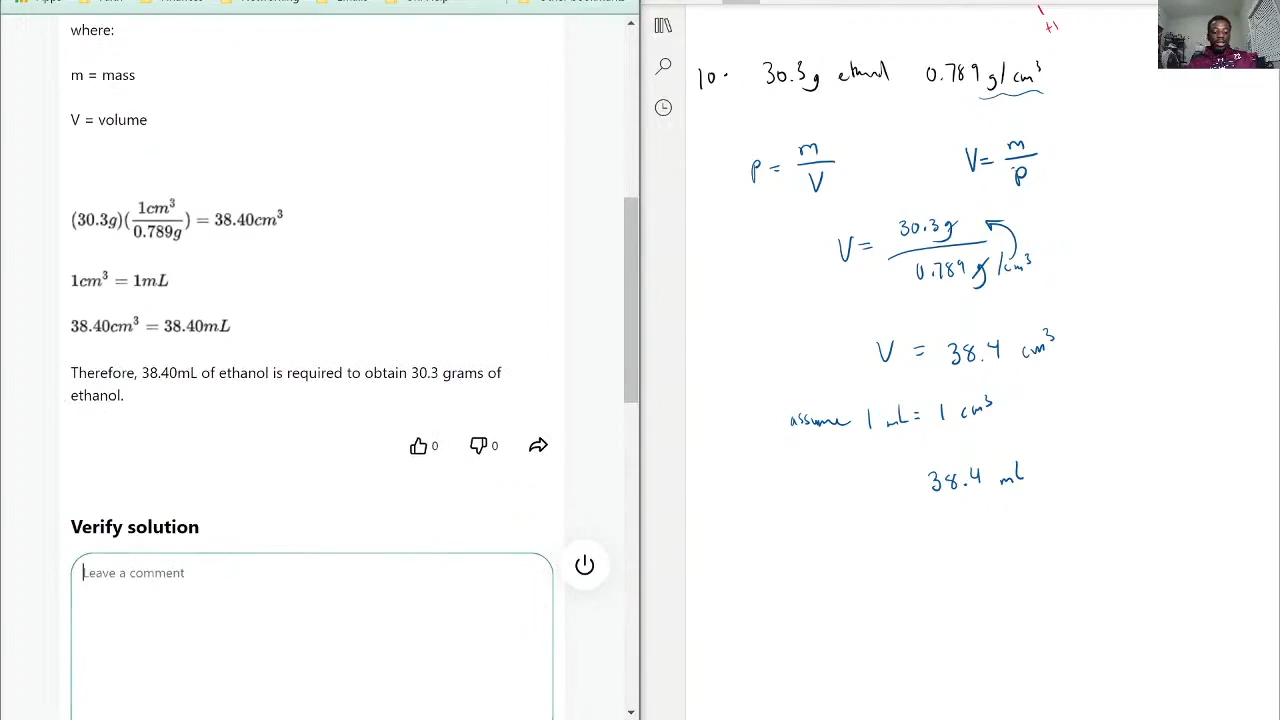 where:
m = mass
V = volume
(30.3g)(1cm³/0.789g) = 38.40cm³
1cm³ = 1mL
38.40cm³ = 38.40mL
Therefore, 38.40mL of ethanol is required to obtain 30.3 grams of
ethanol.
0 0
Verify solution
Leave a comment
+1
10. 30.3g ethanol 0.789 g/cm³
ρ = m/V V = m/ρ
V = 30.3g / 0.789 g/cm³
V = 38.4 cm³
assume 1 mL = 1 cm³
38.4 mL